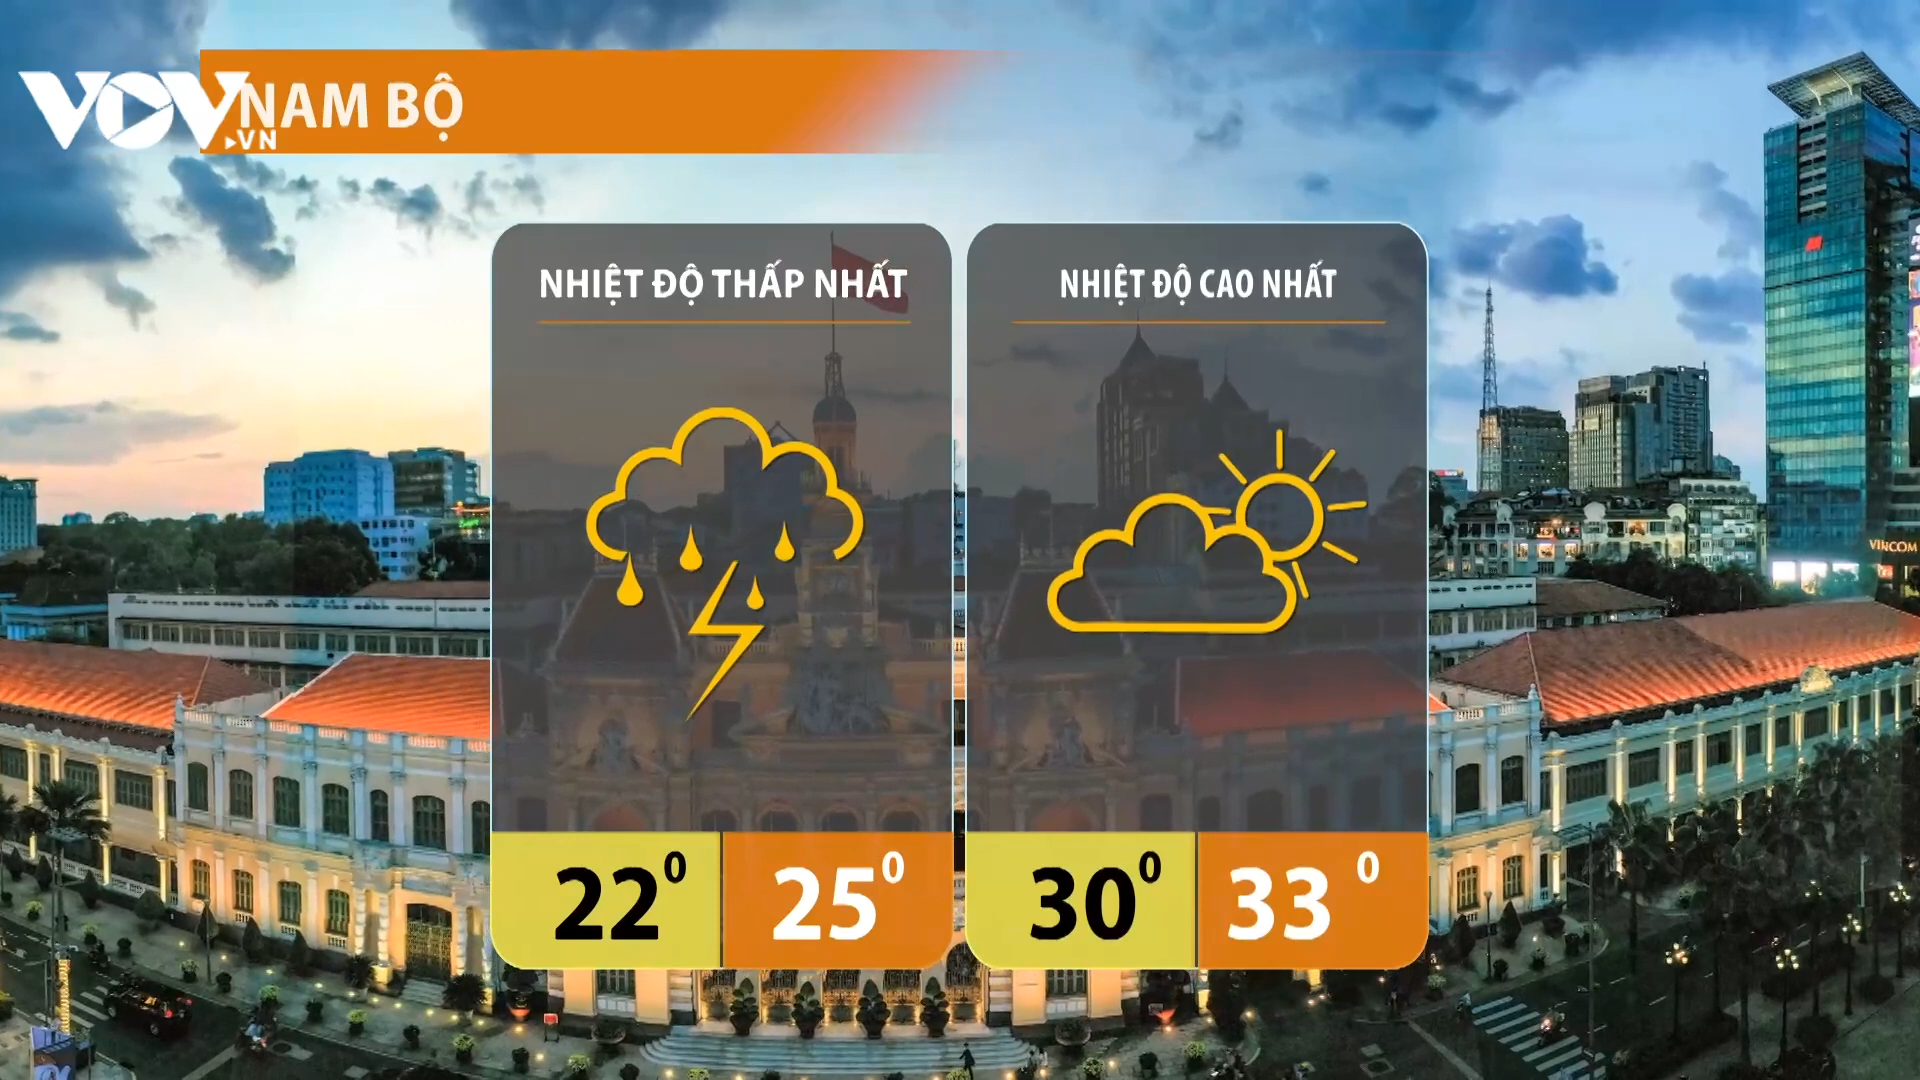 VOV
.VN
NAM BỘ
NHIỆT ĐỘ THẤP NHẤT
NHIỆT ĐỘ CAO NHẤT
22⁰
25⁰
30⁰
33 ⁰
VINCOM